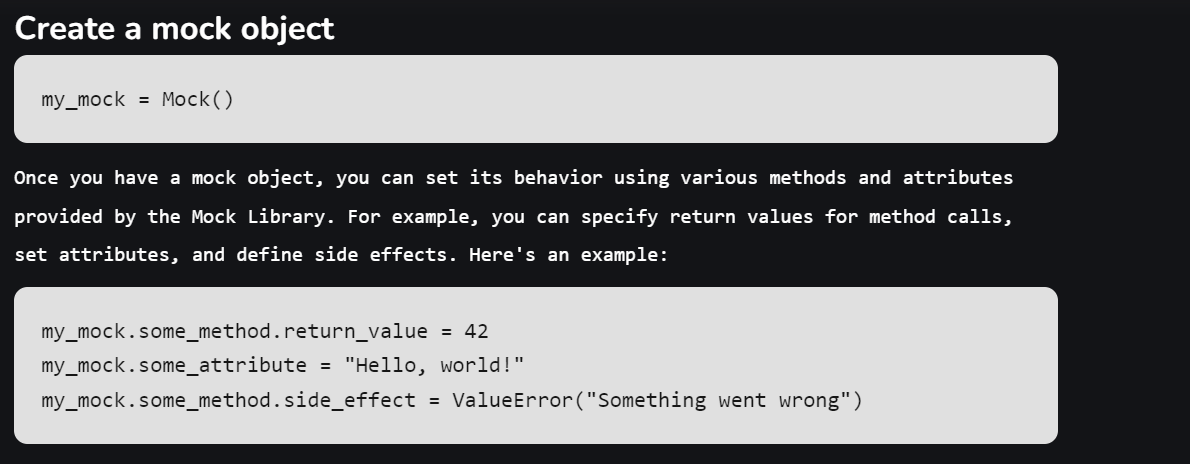 Create a mock object
my_mock = Mock()
Once you have a mock object, you can set its behavior using various methods and attributes
provided by the Mock Library. For example, you can specify return values for method calls,
set attributes, and define side effects. Here's an example:
my_mock.some_method.return_value = 42
my_mock.some_attribute = "Hello, world!"
my_mock.some_method.side_effect = ValueError("Something went wrong")